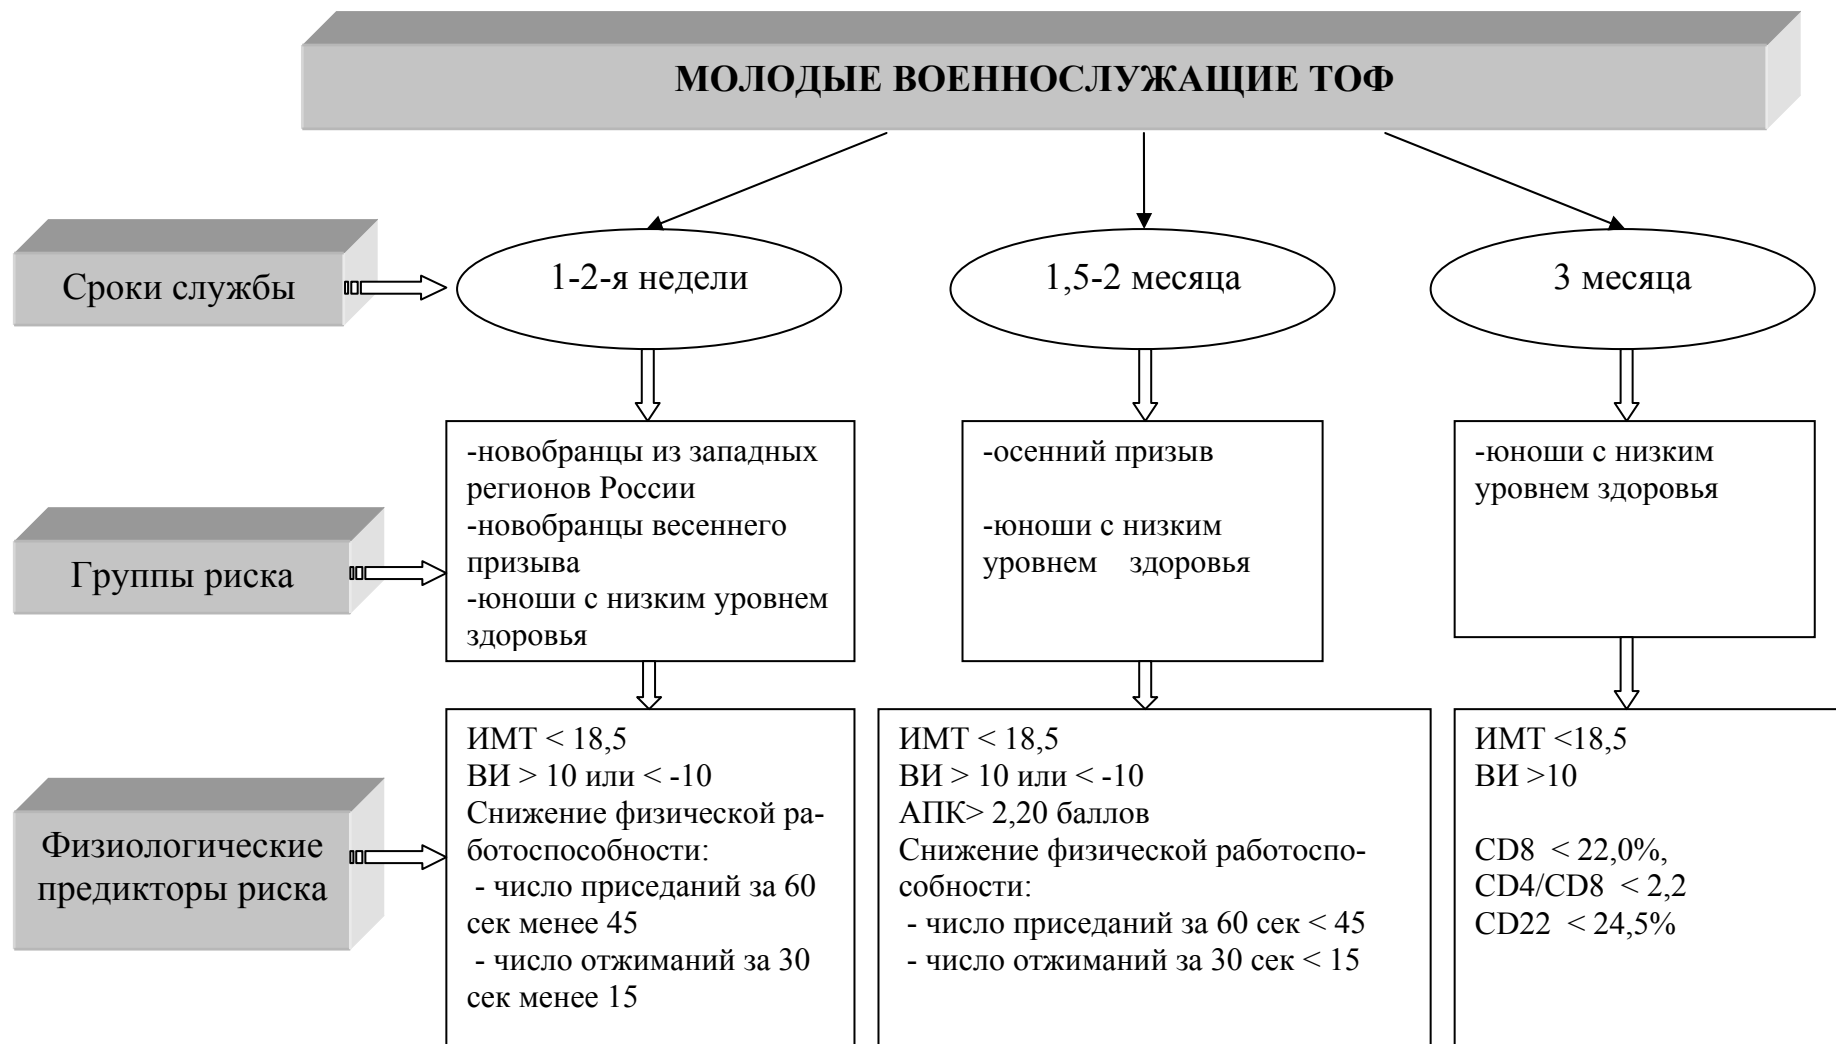 МОЛОДЫЕ ВОЕННОСЛУЖАЩИЕ ТОФ
Сроки службы
1-2-я недели
1,5-2 месяца
3 месяца
Группы риска
-новобранцы из западных
регионов России
-новобранцы весеннего
призыва
-юноши с низким уровнем
здоровья
-осенний призыв
-юноши с низким
уровнем здоровья
-юноши с низким
уровнем здоровья
Физиологические
предикторы риска
ИМТ < 18,5
ВИ > 10 или < -10
Снижение физической ра-
ботоспособности:
- число приседаний за 60
сек менее 45
- число отжиманий за 30
сек менее 15
ИМТ < 18,5
ВИ > 10 или < -10
АПК> 2,20 баллов
Снижение физической работоспо-
собности:
- число приседаний за 60 сек < 45
- число отжиманий за 30 сек < 15
ИМТ <18,5
ВИ >10
CD8 < 22,0%,
CD4/CD8 < 2,2
CD22 < 24,5%